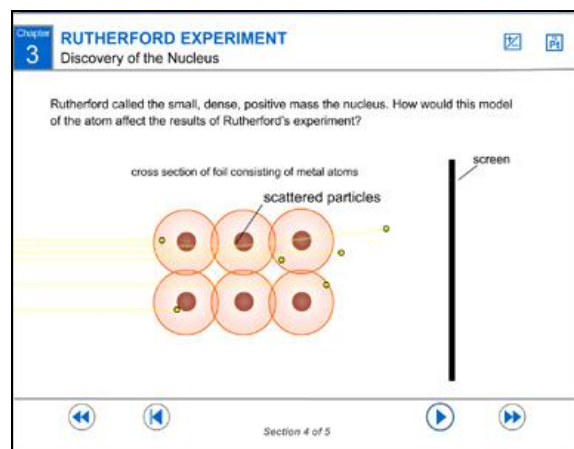 Chapter
3
RUTHERFORD EXPERIMENT
Discovery of the Nucleus
Pt
Rutherford called the small, dense, positive mass the nucleus. How would this model
of the atom affect the results of Rutherford's experiment?
screen
cross section of foil consisting of metal atoms
scattered particles
Section 4 of 5